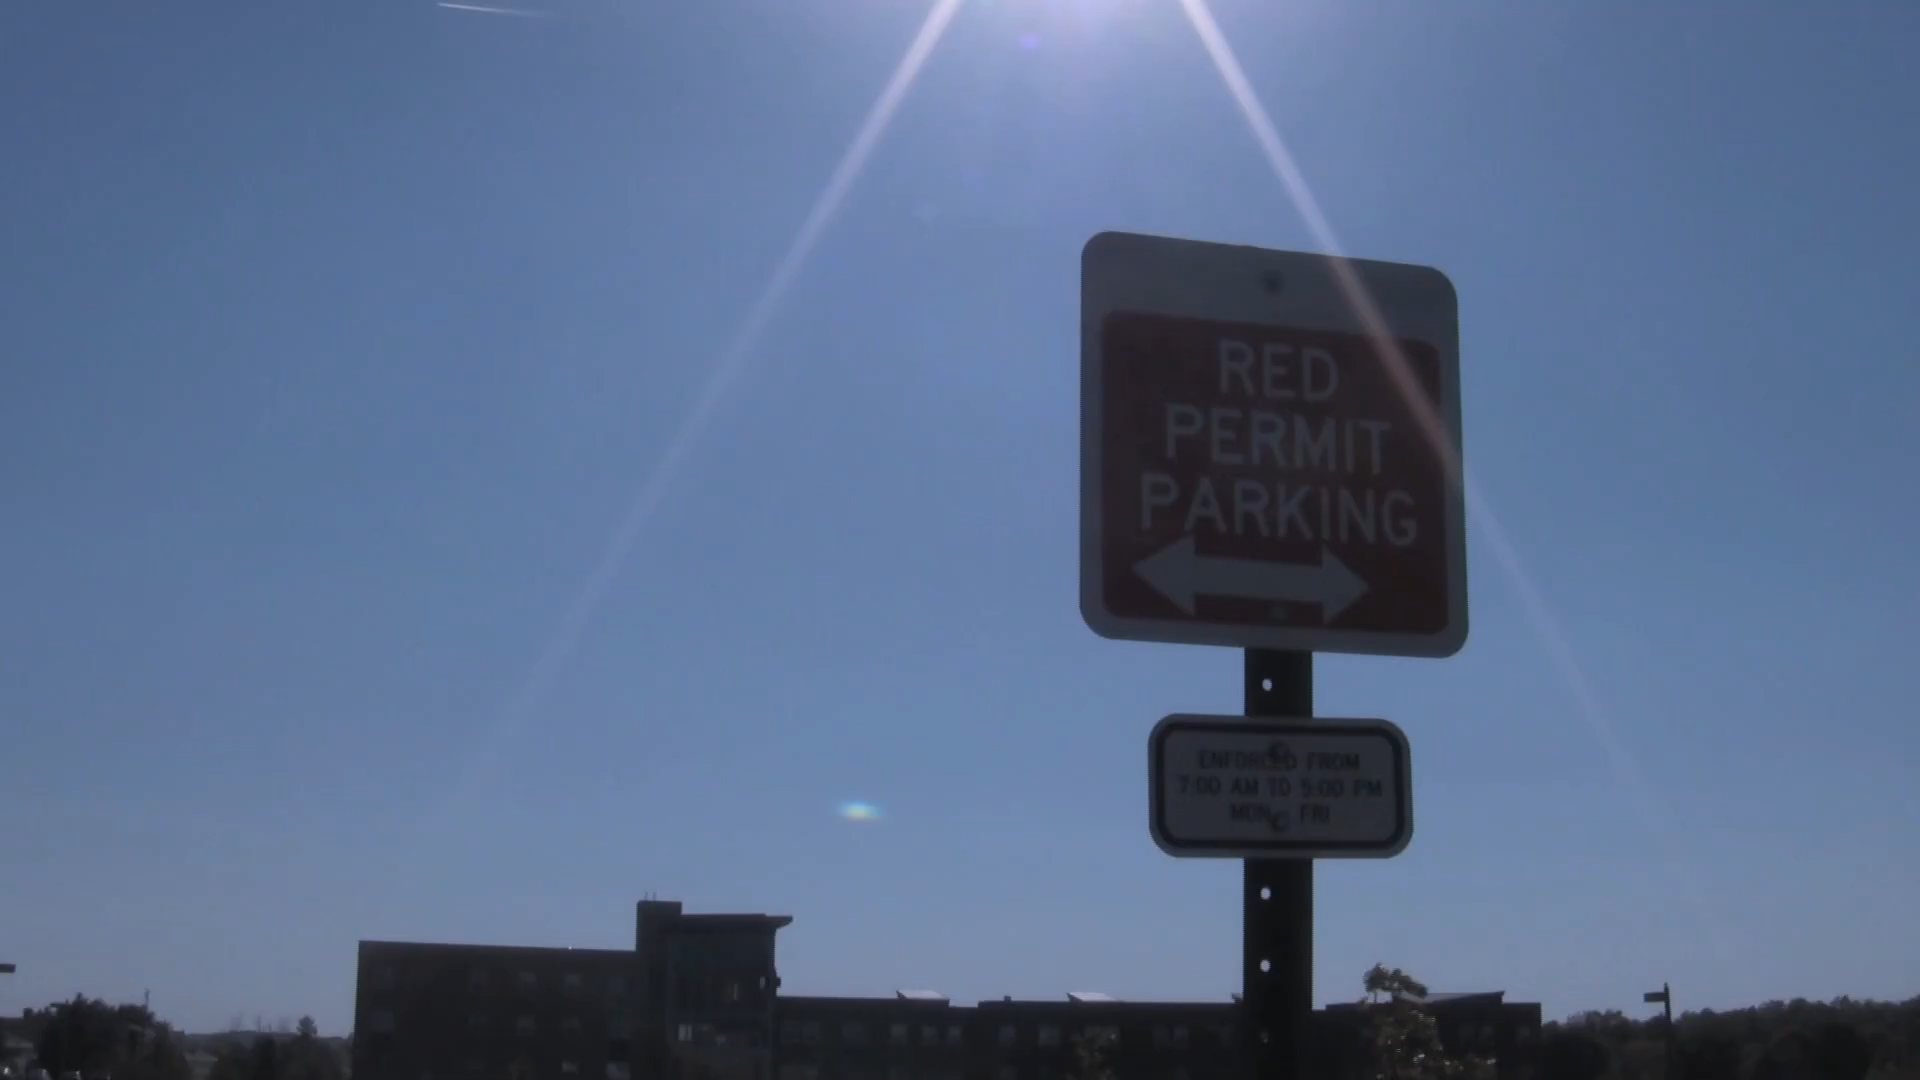 RED
PERMIT
PARKING
ENFORCED FROM
7:00 AM TO 5:00 PM
MON FRI